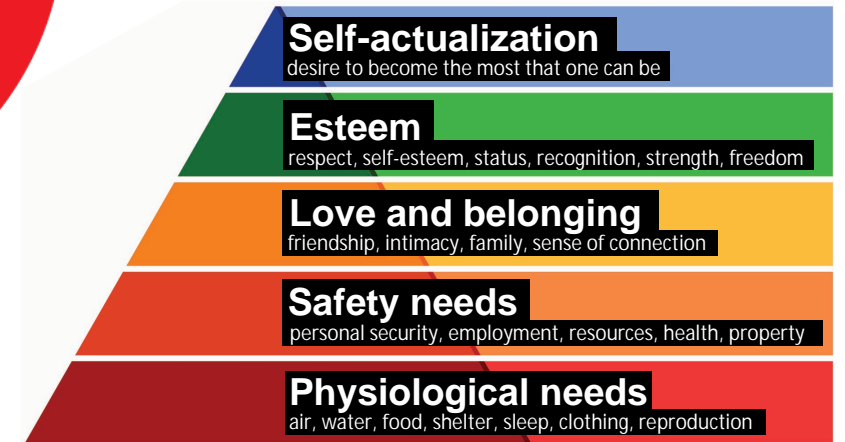 Self-actualization
desire to become the most that one can be
Esteem
respect, self-esteem, status, recognition, strength, freedom
Love and belonging
friendship, intimacy, family, sense of connection
Safety needs
personal security, employment, resources, health, property
Physiological needs
air, water, food, shelter, sleep, clothing, reproduction